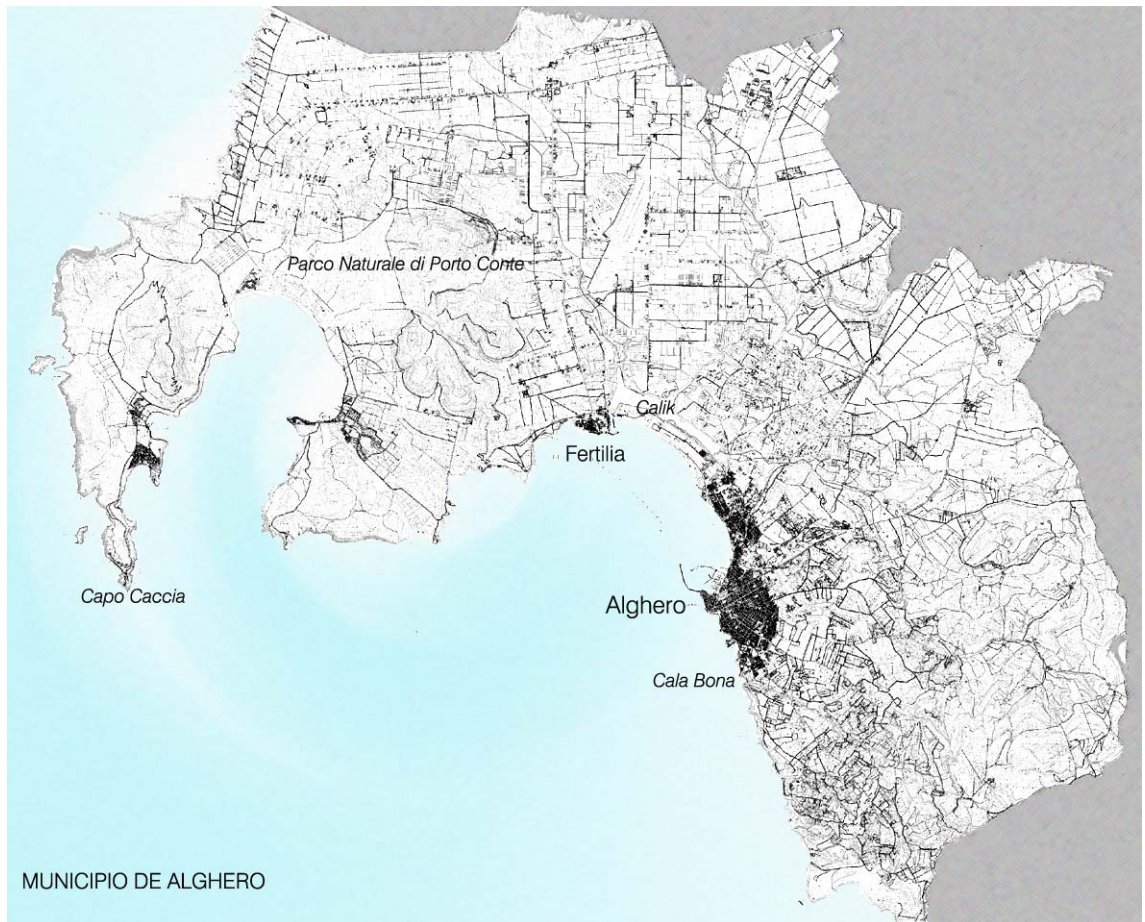 Parco Naturale di Porto Conte
Calik
Fertilia
Capo Caccia
Alghero
Cala Bona
MUNICIPIO DE ALGHERO